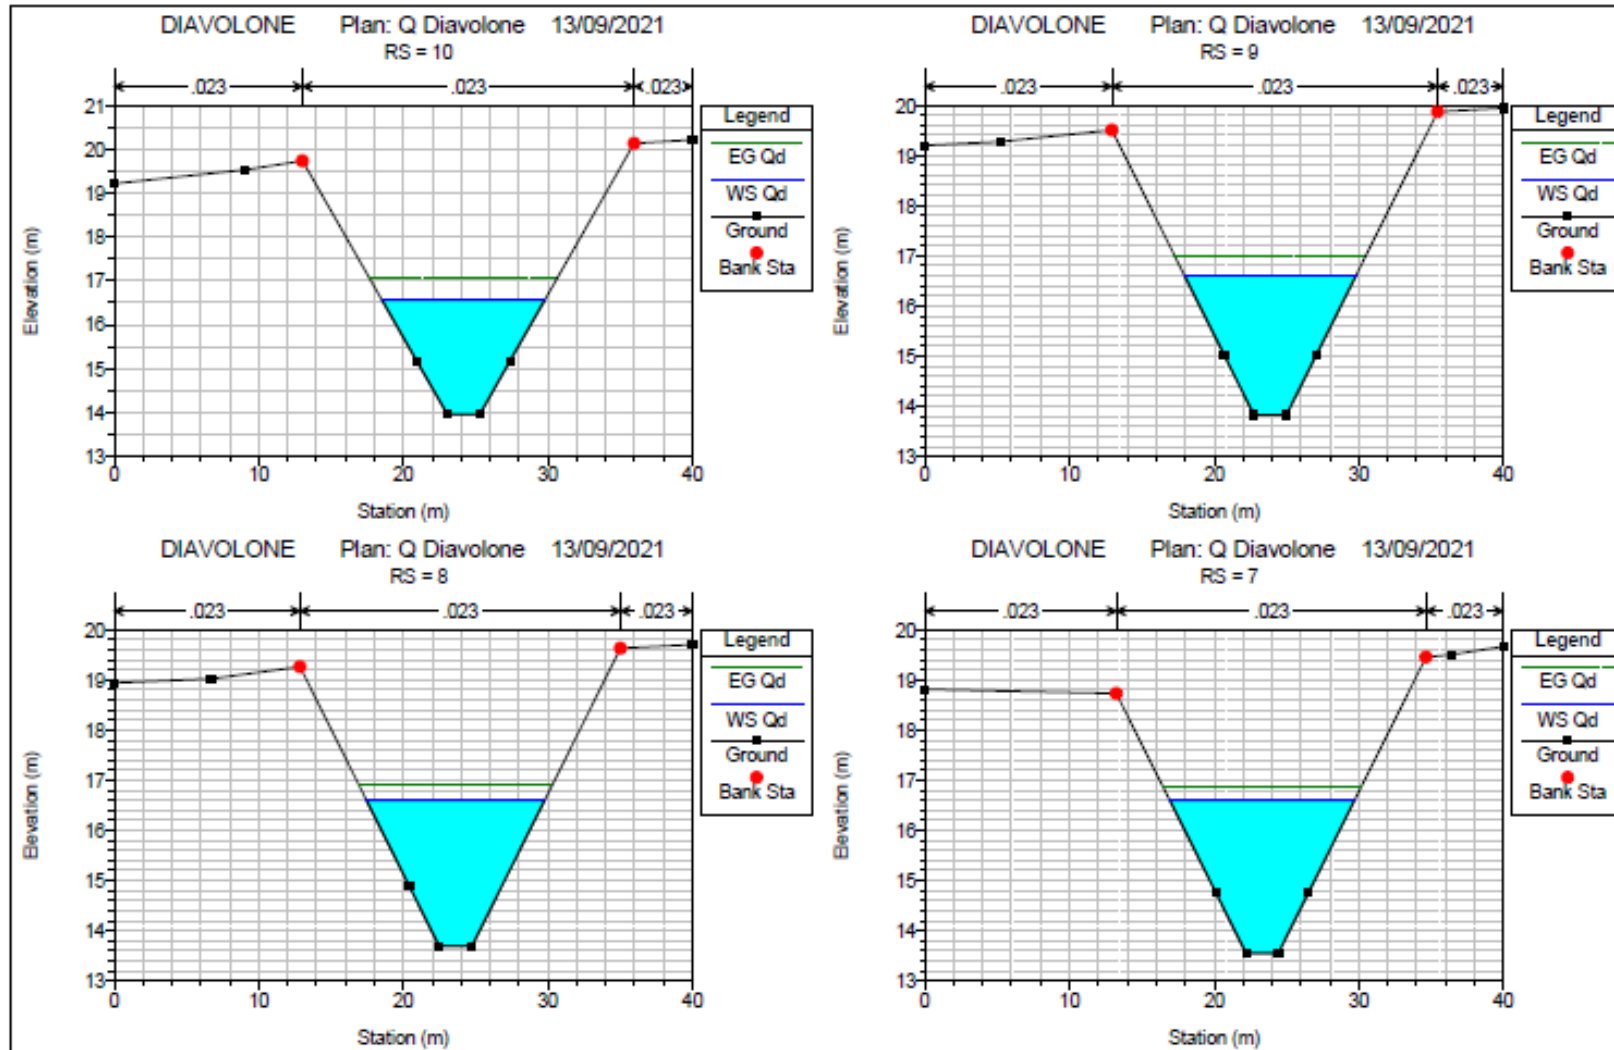 DIAVOLONE Plan: Q Diavolone 13/09/2021
RS = 10
.023 .023 .023
21
20
19
18
17
16
15
14
13
Elevation (m)
0 10 20 30 40
Station (m)
Legend
EG Qd
WS Qd
Ground
Bank Sta
DIAVOLONE Plan: Q Diavolone 13/09/2021
RS = 9
.023 .023 .023
20
19
18
17
16
15
14
13
Elevation (m)
0 10 20 30 40
Station (m)
Legend
EG Qd
WS Qd
Ground
Bank Sta
DIAVOLONE Plan: Q Diavolone 13/09/2021
RS = 8
.023 .023 .023
20
19
18
17
16
15
14
13
Elevation (m)
0 10 20 30 40
Station (m)
Legend
EG Qd
WS Qd
Ground
Bank Sta
DIAVOLONE Plan: Q Diavolone 13/09/2021
RS = 7
.023 .023 .023
20
19
18
17
16
15
14
13
Elevation (m)
0 10 20 30 40
Station (m)
Legend
EG Qd
WS Qd
Ground
Bank Sta